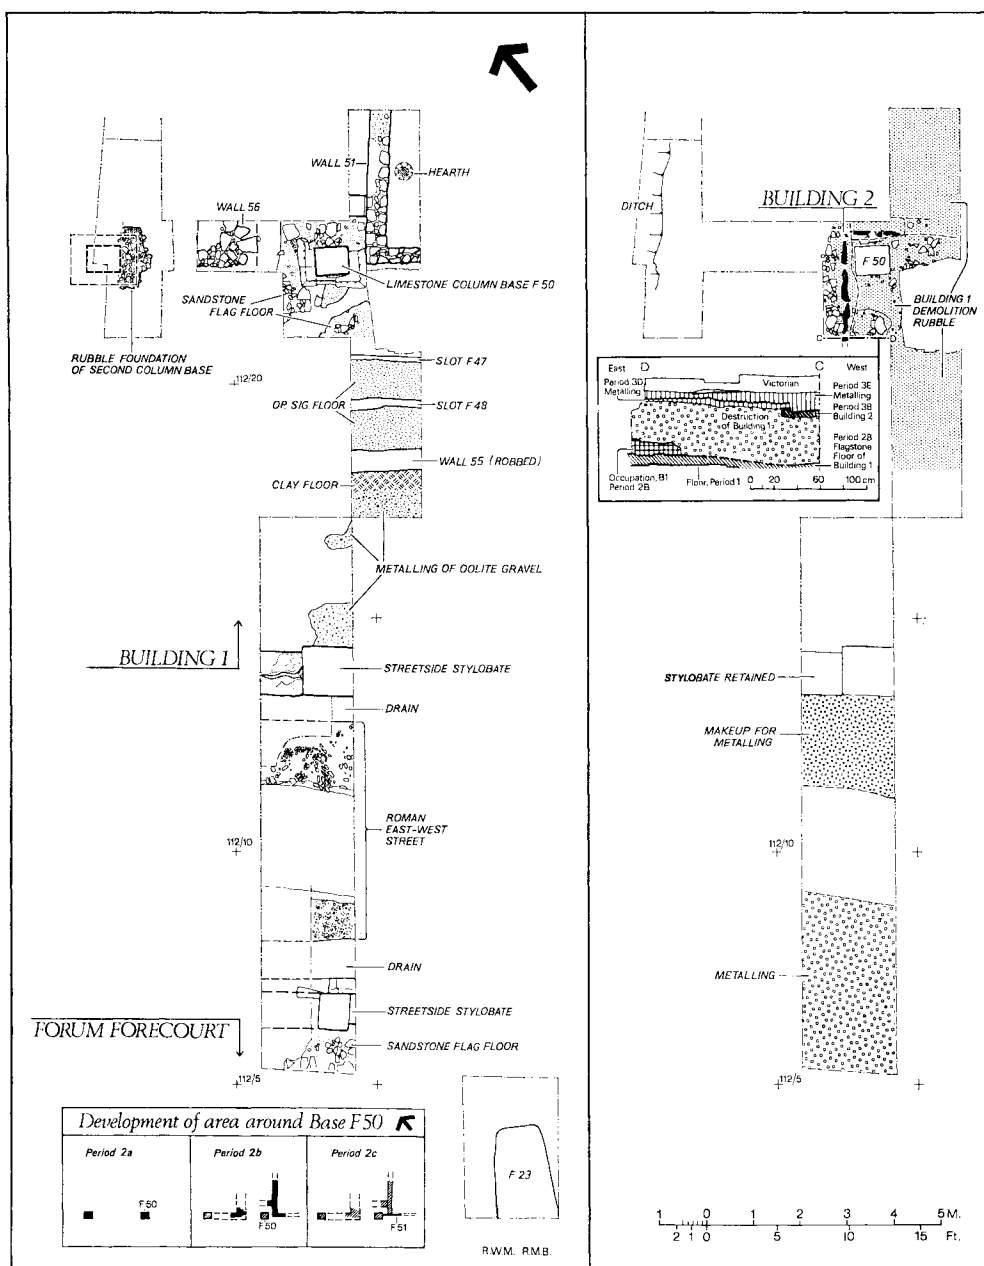 WALL 51
HEARTH
WALL 56
LIMESTONE COLUMN BASE F 50
SANDSTONE
FLAG FLOOR
RUBBLE FOUNDATION
OF SECOND COLUMN BASE
112/20
SLOT F 47
OP. SIG. FLOOR
SLOT F 48
WALL 55 (ROBBED)
CLAY FLOOR
METALLING OF OOLITE GRAVEL
BUILDING 1
STREETSIDE STYLOBATE
DRAIN
ROMAN
EAST-WEST
STREET
112/10
DRAIN
STREETSIDE STYLOBATE
FORUM FORECOURT
SANDSTONE FLAG FLOOR
112/5
Development of area around Base F 50
Period 2a
Period 2b
Period 2c
F 50
F 50
F 51
F 23
R.W.M. R.M.B.
DITCH
BUILDING 2
F 50
BUILDING 1
DEMOLITION
RUBBLE
C
D
East
D
C
West
Period 3D
Metalling
Victorian
Period 3E
Metalling
Destruction
of Building 1
Period 3B
Building 2
Period 2B
Flagstone
Floor of
Building 1
Occupation, B1
Period 2B
Floor, Period 1
0 20 40 60 100 cm
STYLOBATE RETAINED
MAKEUP FOR
METALLING
112/10
METALLING
112/5
1 0 1 2 3 4 5 M.
2 1 0 5 10 15 Ft.